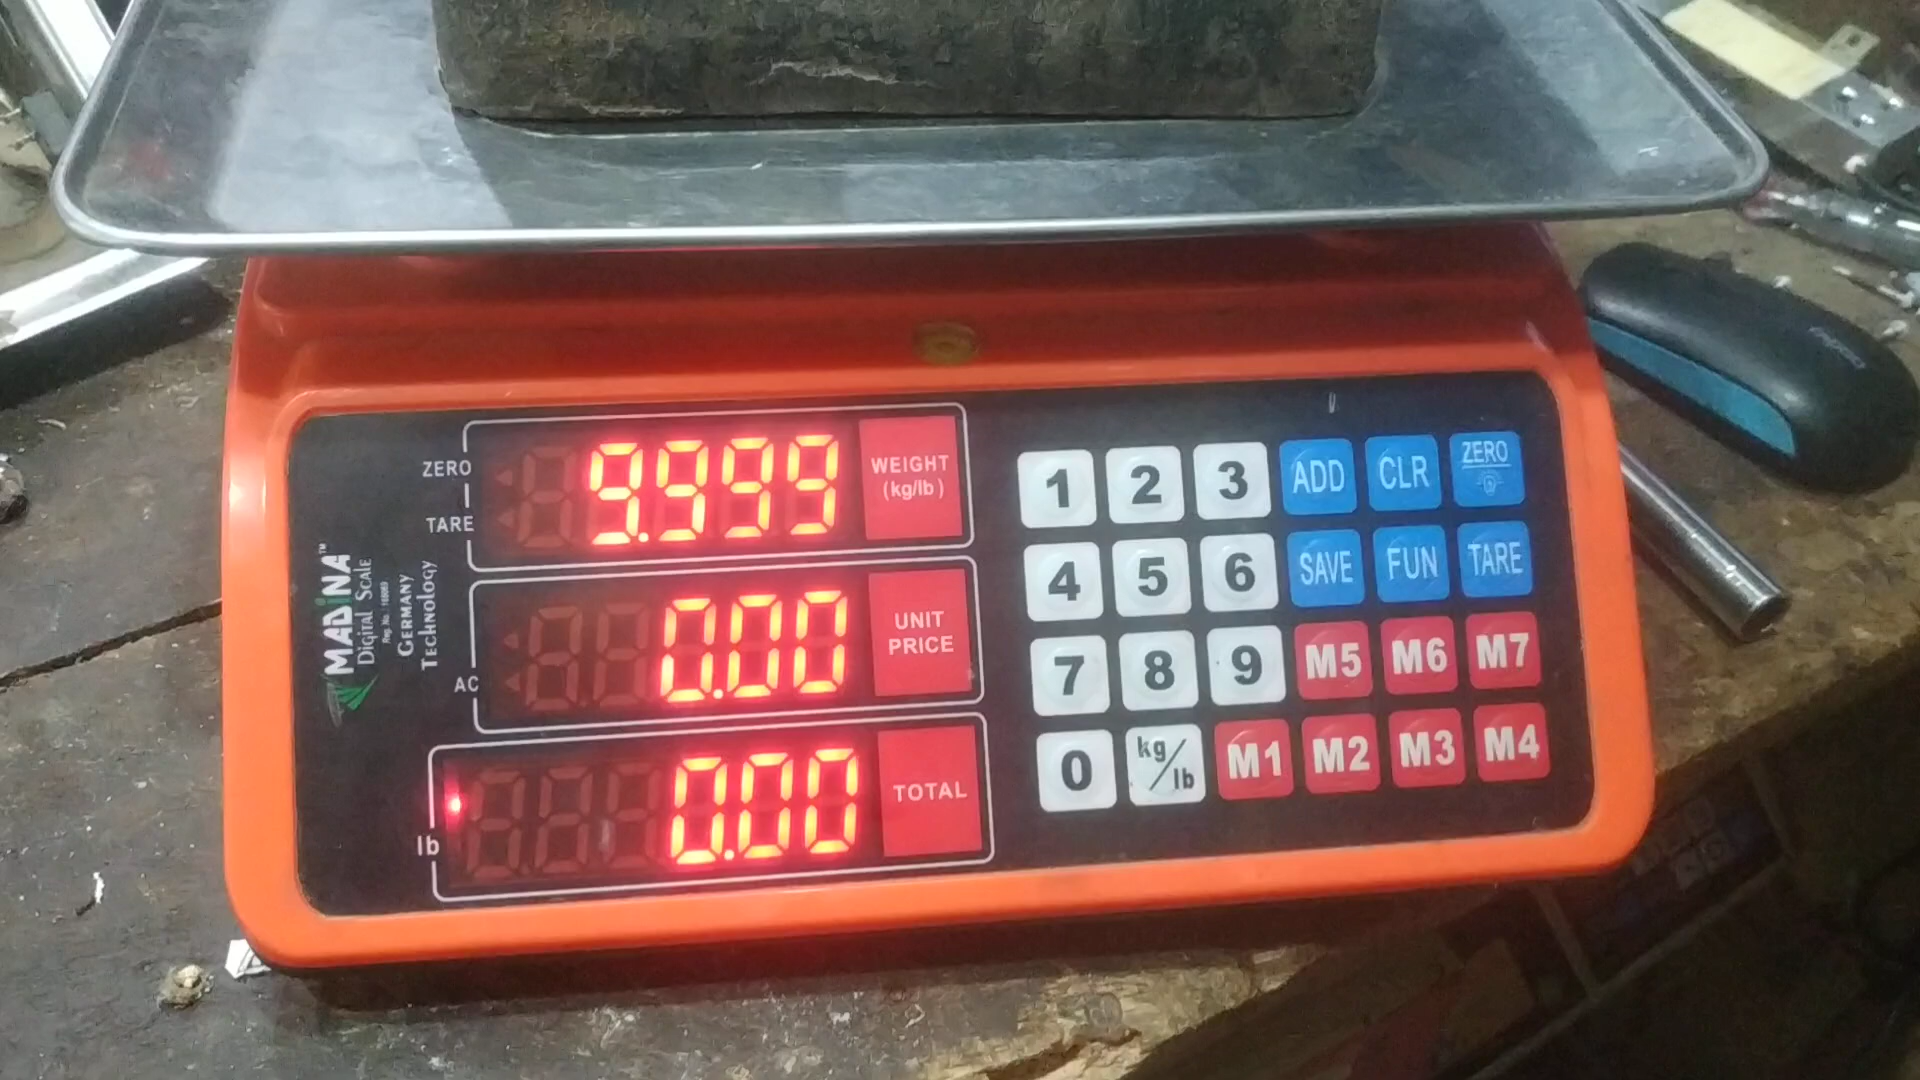 ZERO
TARE
9.999
WEIGHT
(kg/lb)
AC
0.00
UNIT
PRICE
lb
0.00
TOTAL
MADINA™
Digital Scale
GERMANY
TECHNOLOGY
1 2 3 ADD CLR ZERO
4 5 6 SAVE FUN TARE
7 8 9 M5 M6 M7
0 kg/lb M1 M2 M3 M4